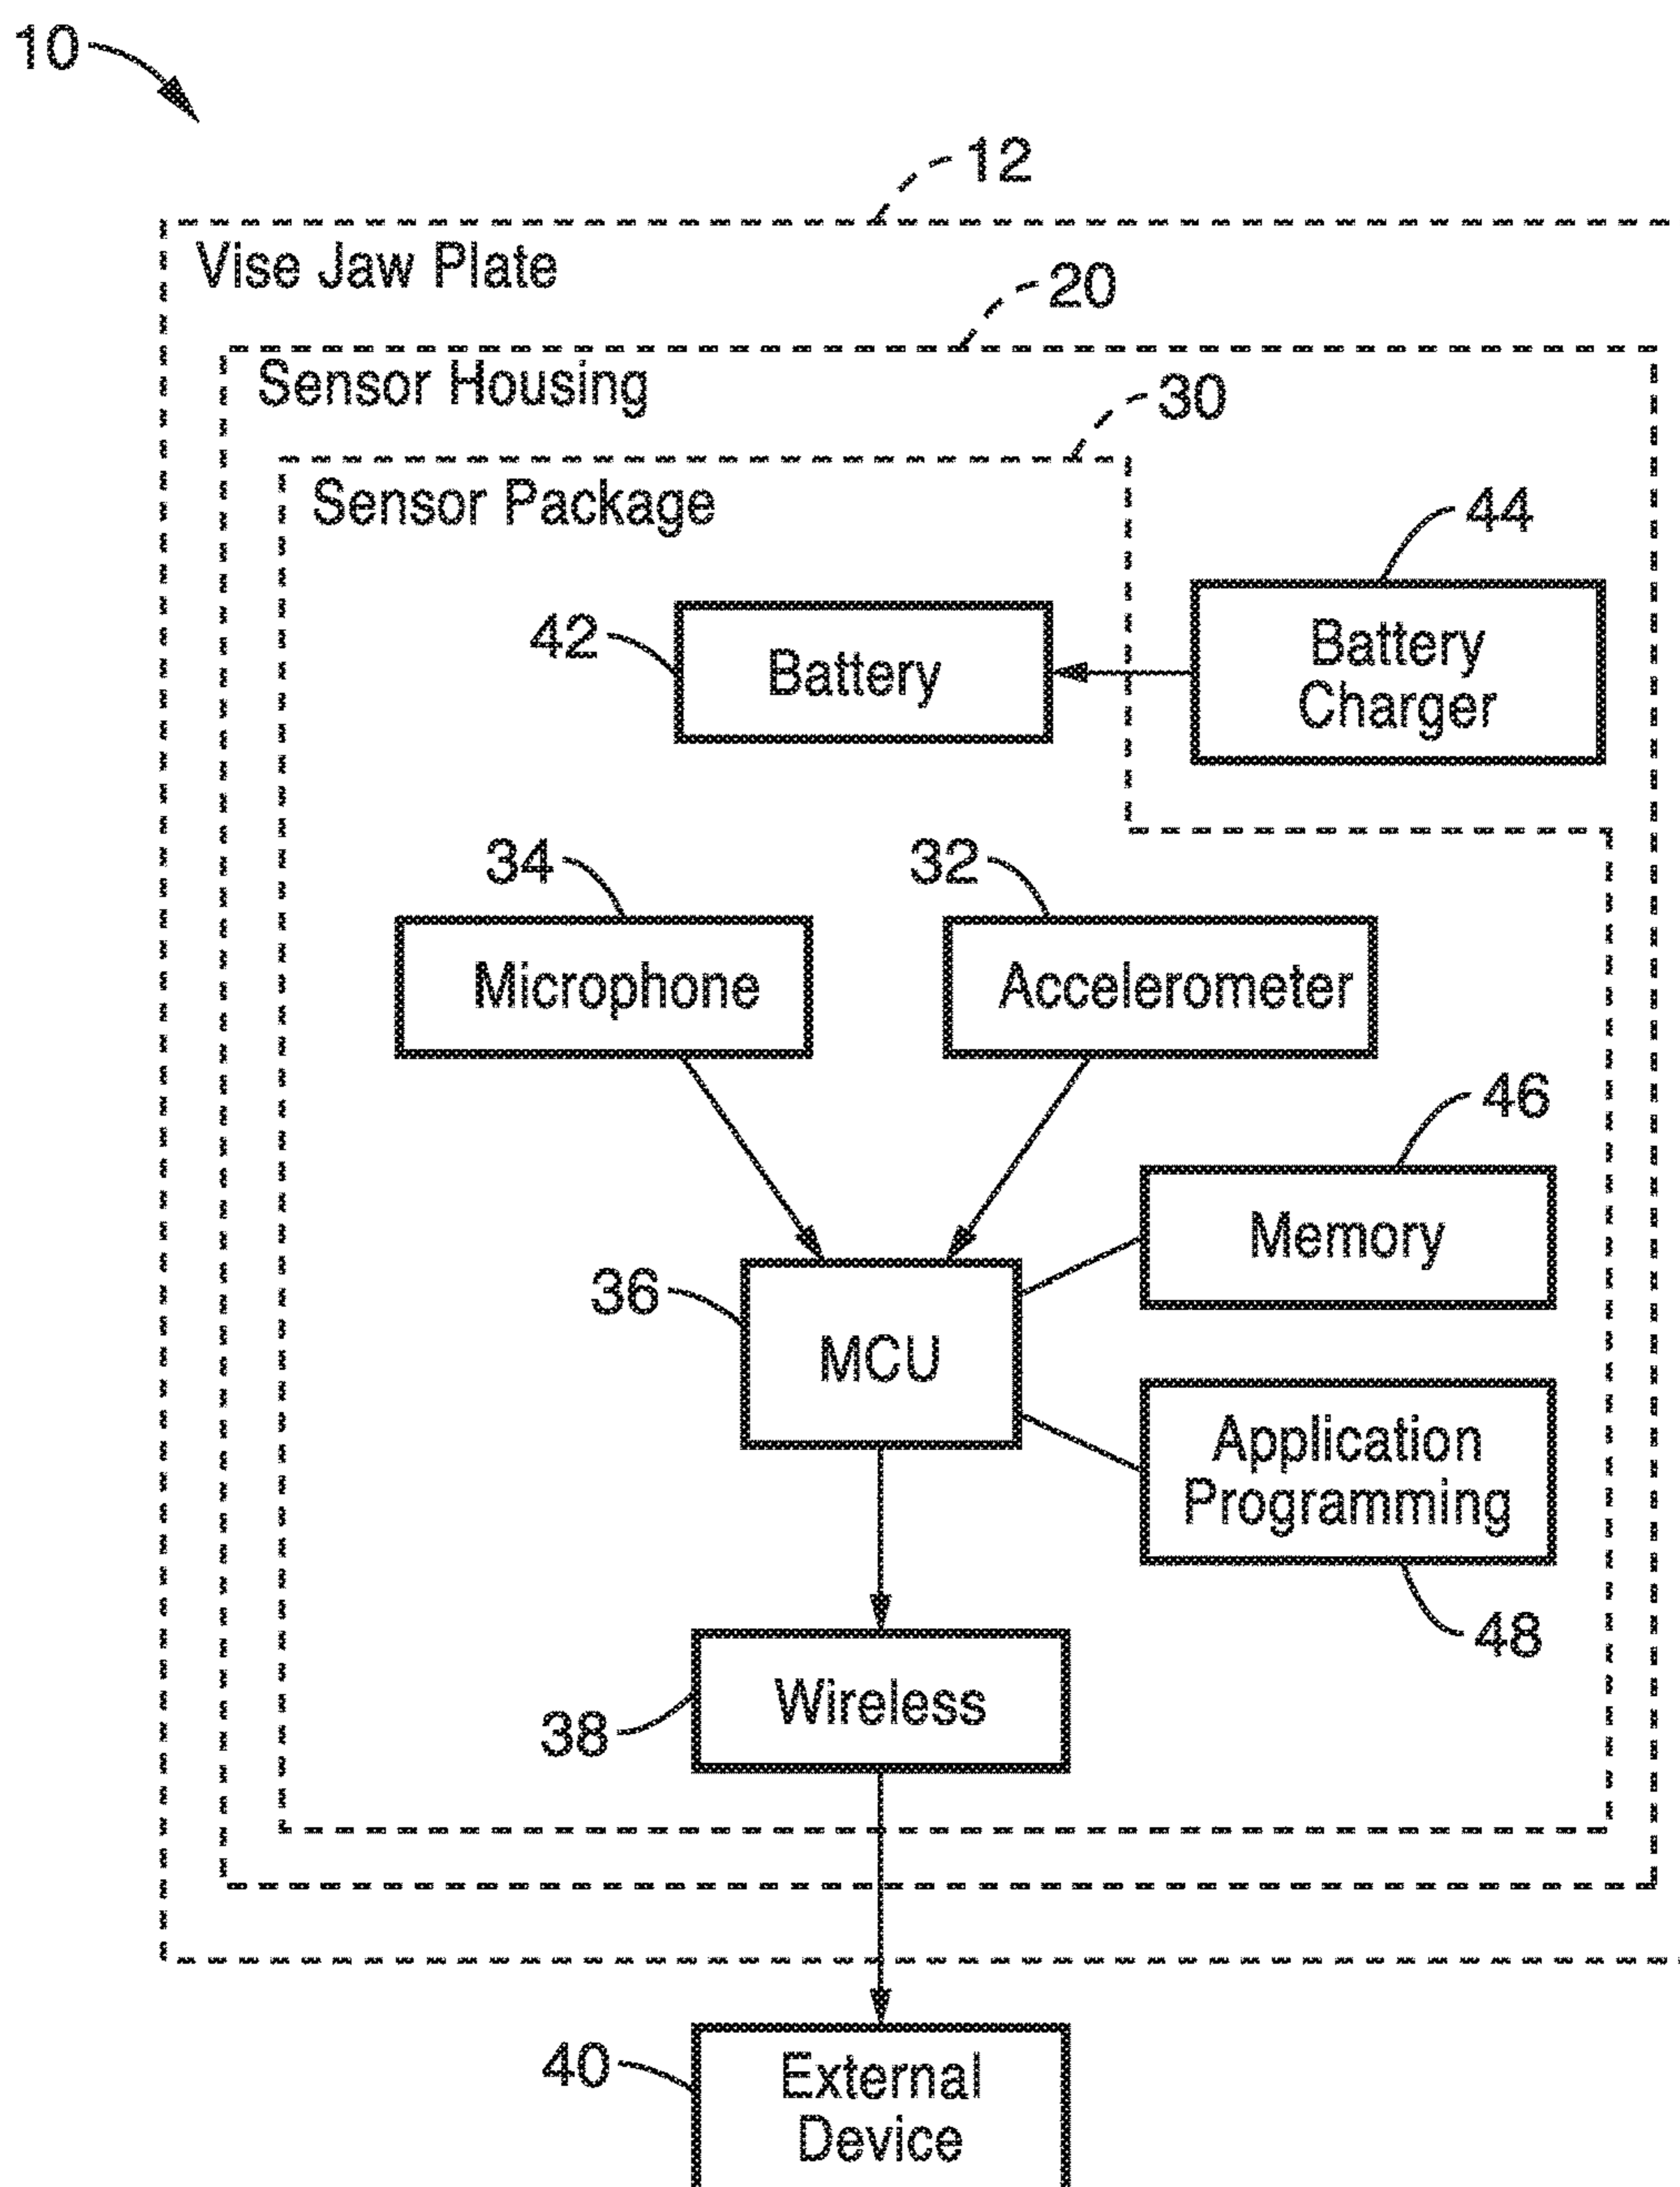 10
12
Vise Jaw Plate
20
Sensor Housing
30
Sensor Package
44
42
Battery
Battery
Charger
34
32
Microphone
Accelerometer
46
Memory
36
MCU
Application
Programming
48
Wireless
38
40
External
Device